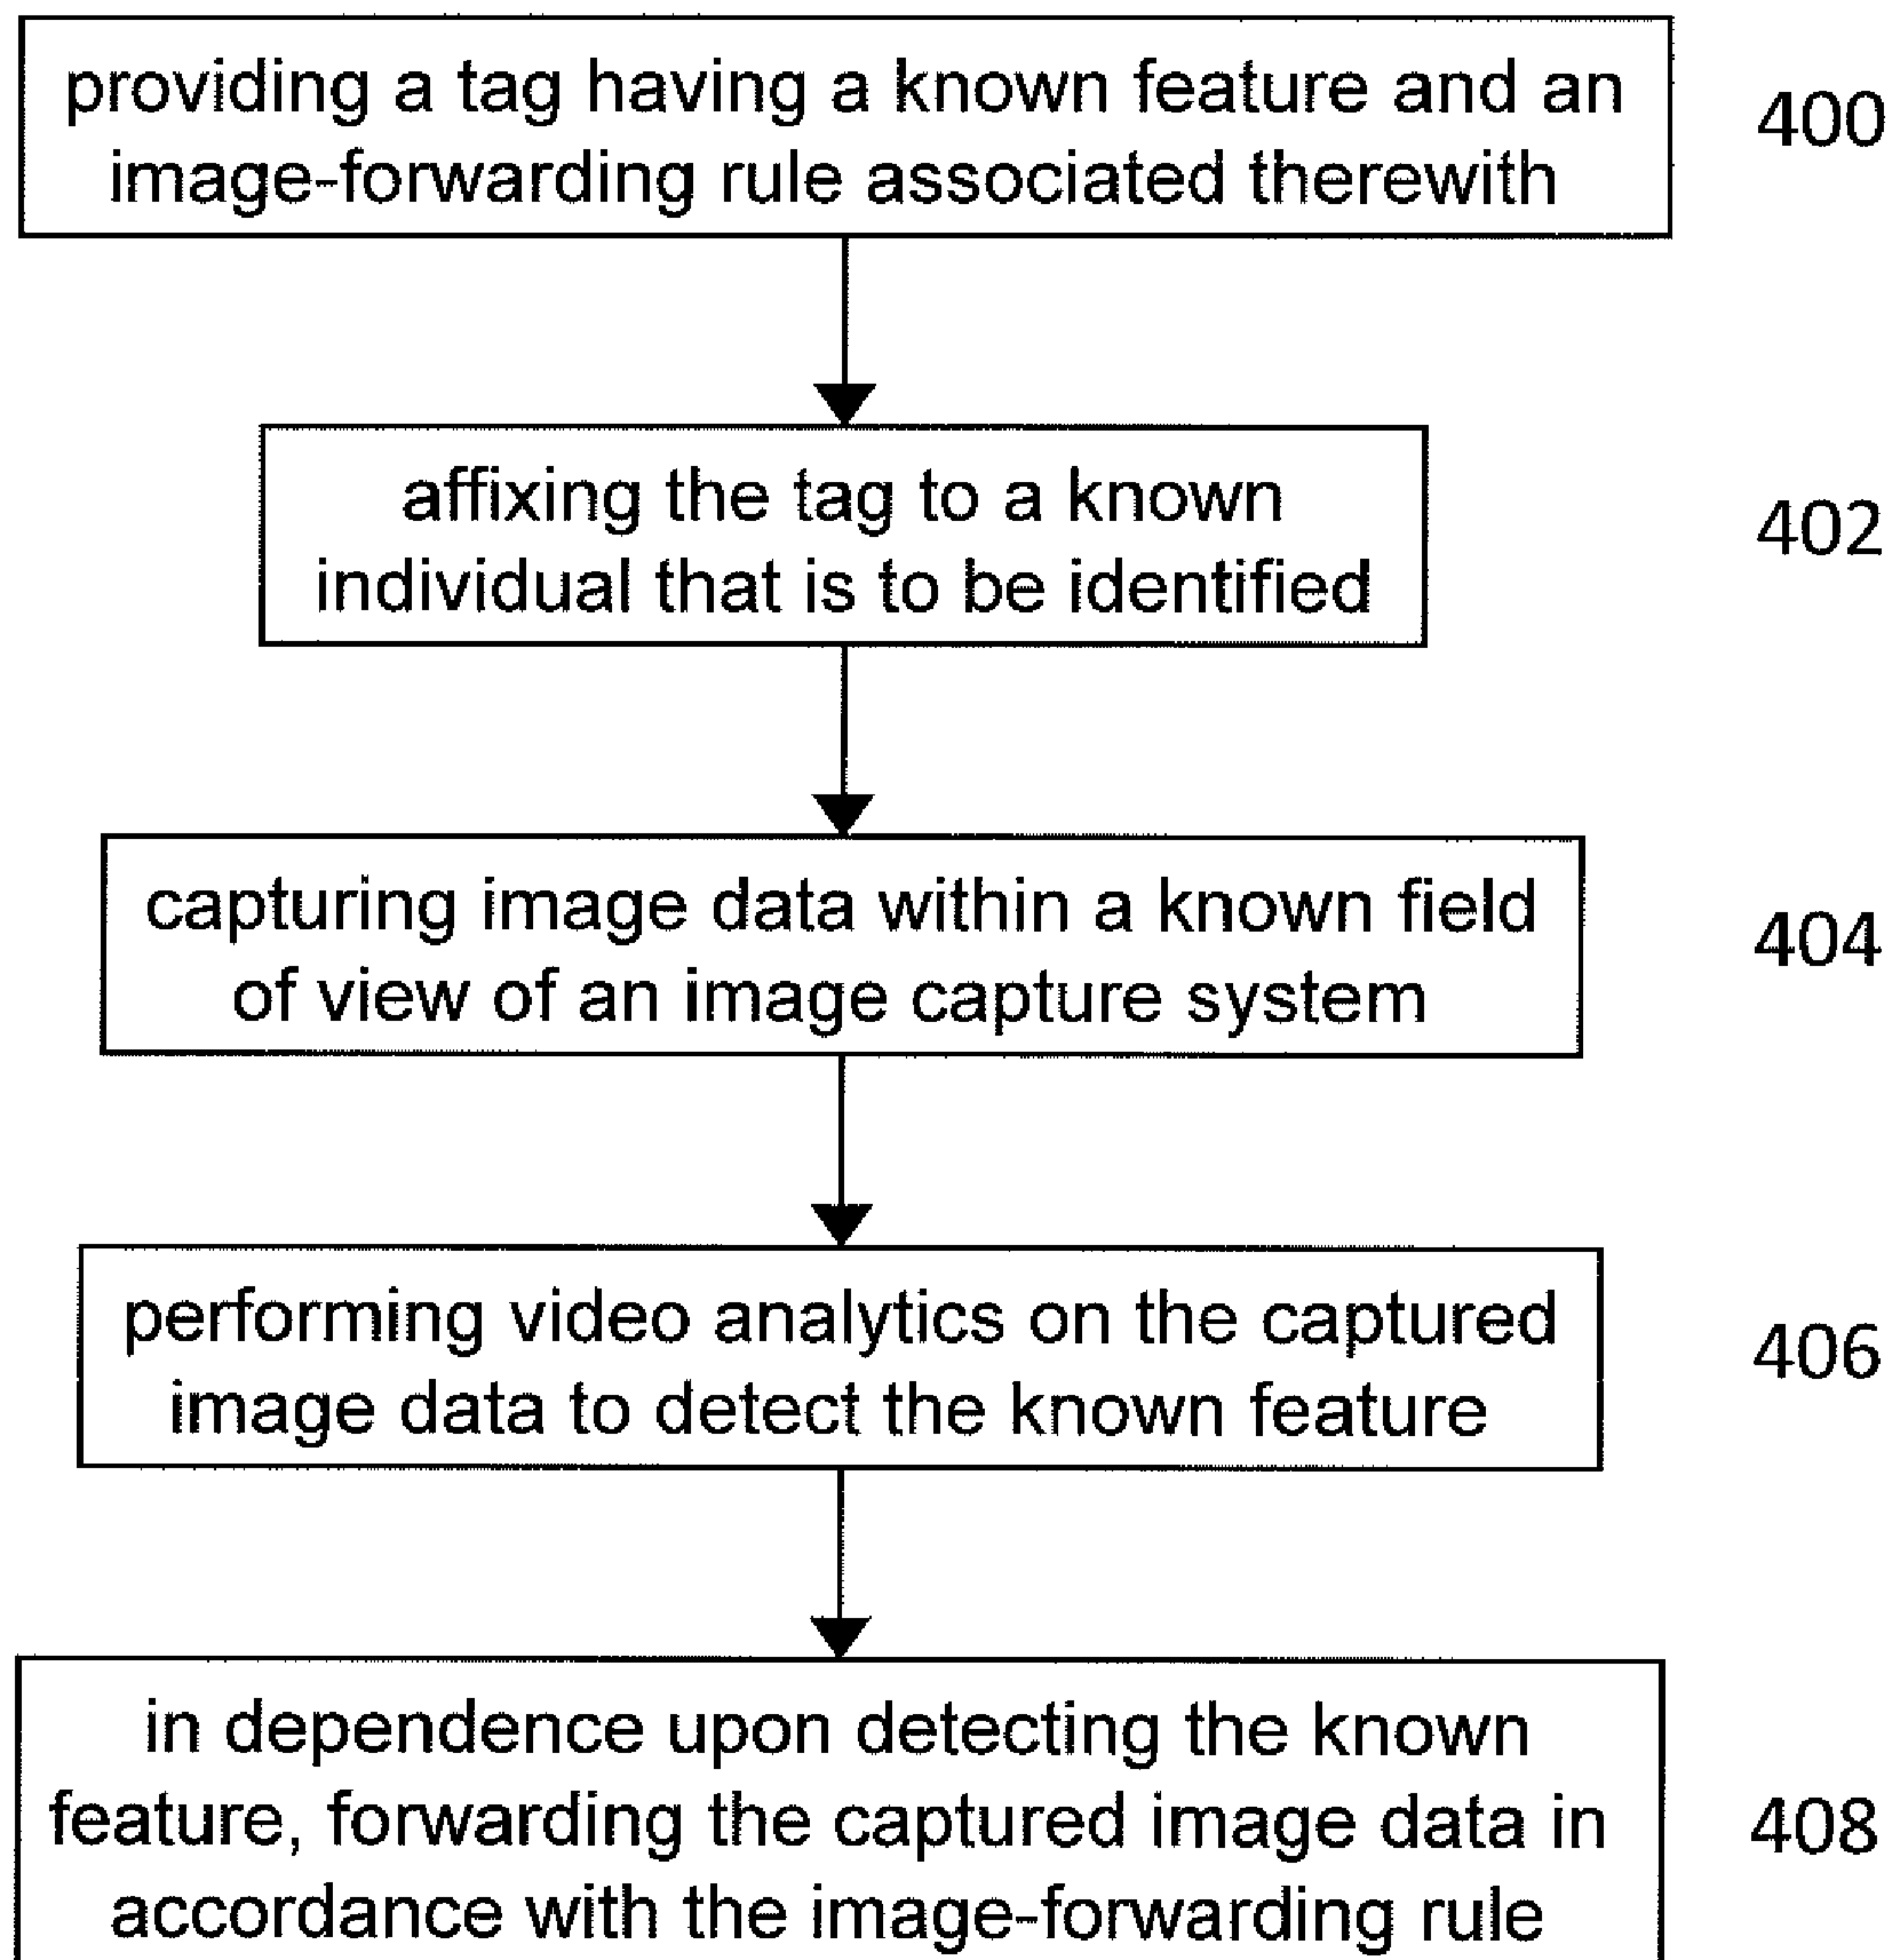 providing a tag having a known feature and an
image-forwarding rule associated therewith
400
affixing the tag to a known
individual that is to be identified
402
capturing image data within a known field
of view of an image capture system
404
performing video analytics on the captured
image data to detect the known feature
406
in dependence upon detecting the known
feature, forwarding the captured image data in
accordance with the image-forwarding rule
408